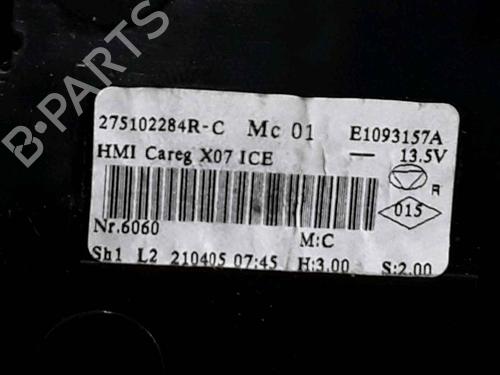 B-PARTS
275102284R-C Mc 01 E1093157A
HMI Careg X07 ICE — 13.5V
R
015
Nr.6060
M:C
Sh1 L2 210405 07:45 H:3.00 S:2.00